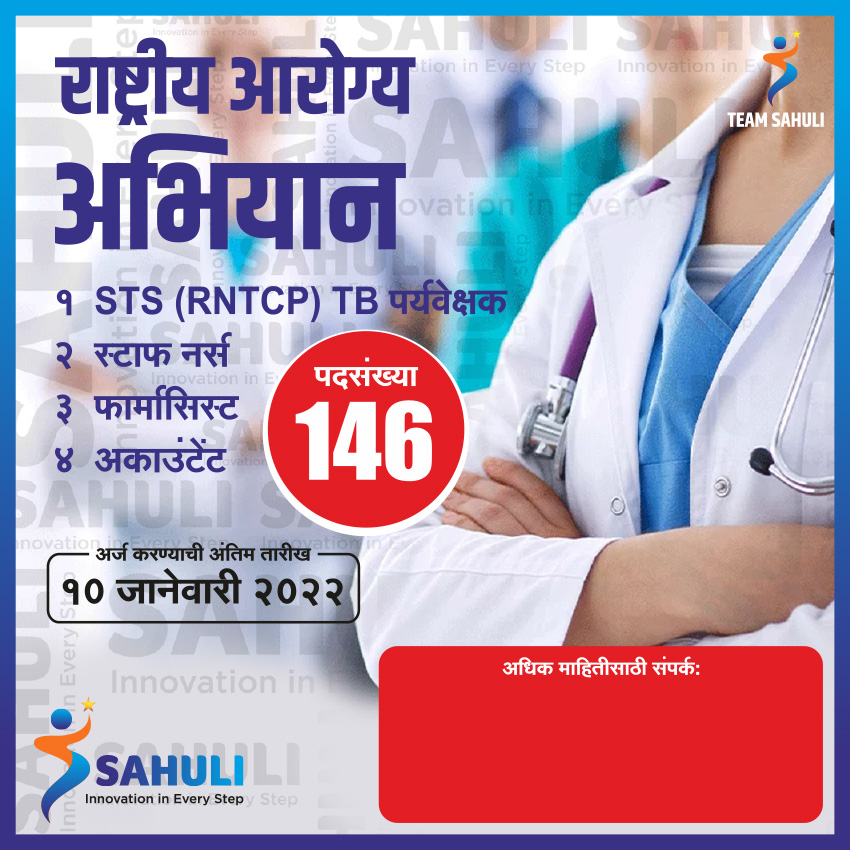 राष्ट्रीय आरोग्य
अभियान
TEAM SAHULI
१ STS (RNTCP) TB पर्यवेक्षक
२ स्टाफ नर्स
३ फार्मासिस्ट
४ अकाउंटेंट
पदसंख्या
146
अर्ज करण्याची अंतिम तारीख
१० जानेवारी २०२२
अधिक माहितीसाठी संपर्क:
SAHULI
Innovation in Every Step